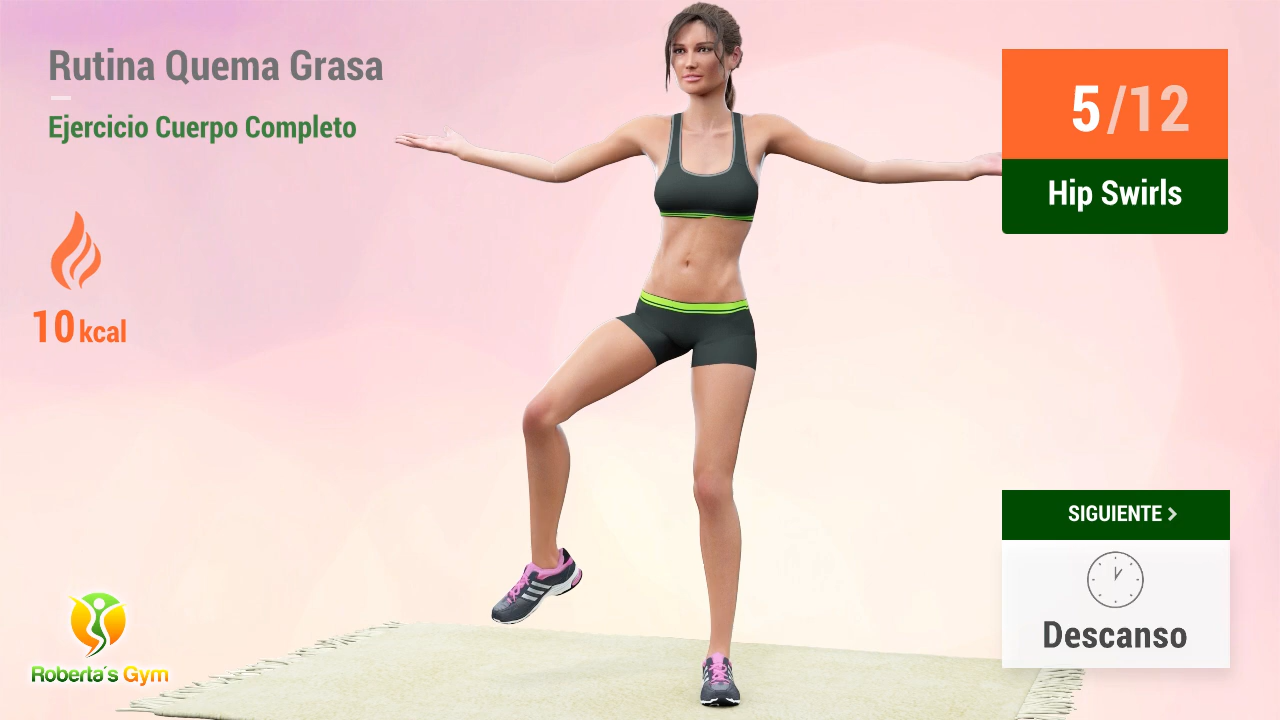 Rutina Quema Grasa
Ejercicio Cuerpo Completo
5/12
Hip Swirls
10 kcal
SIGUIENTE >
Descanso
Roberta´s Gym